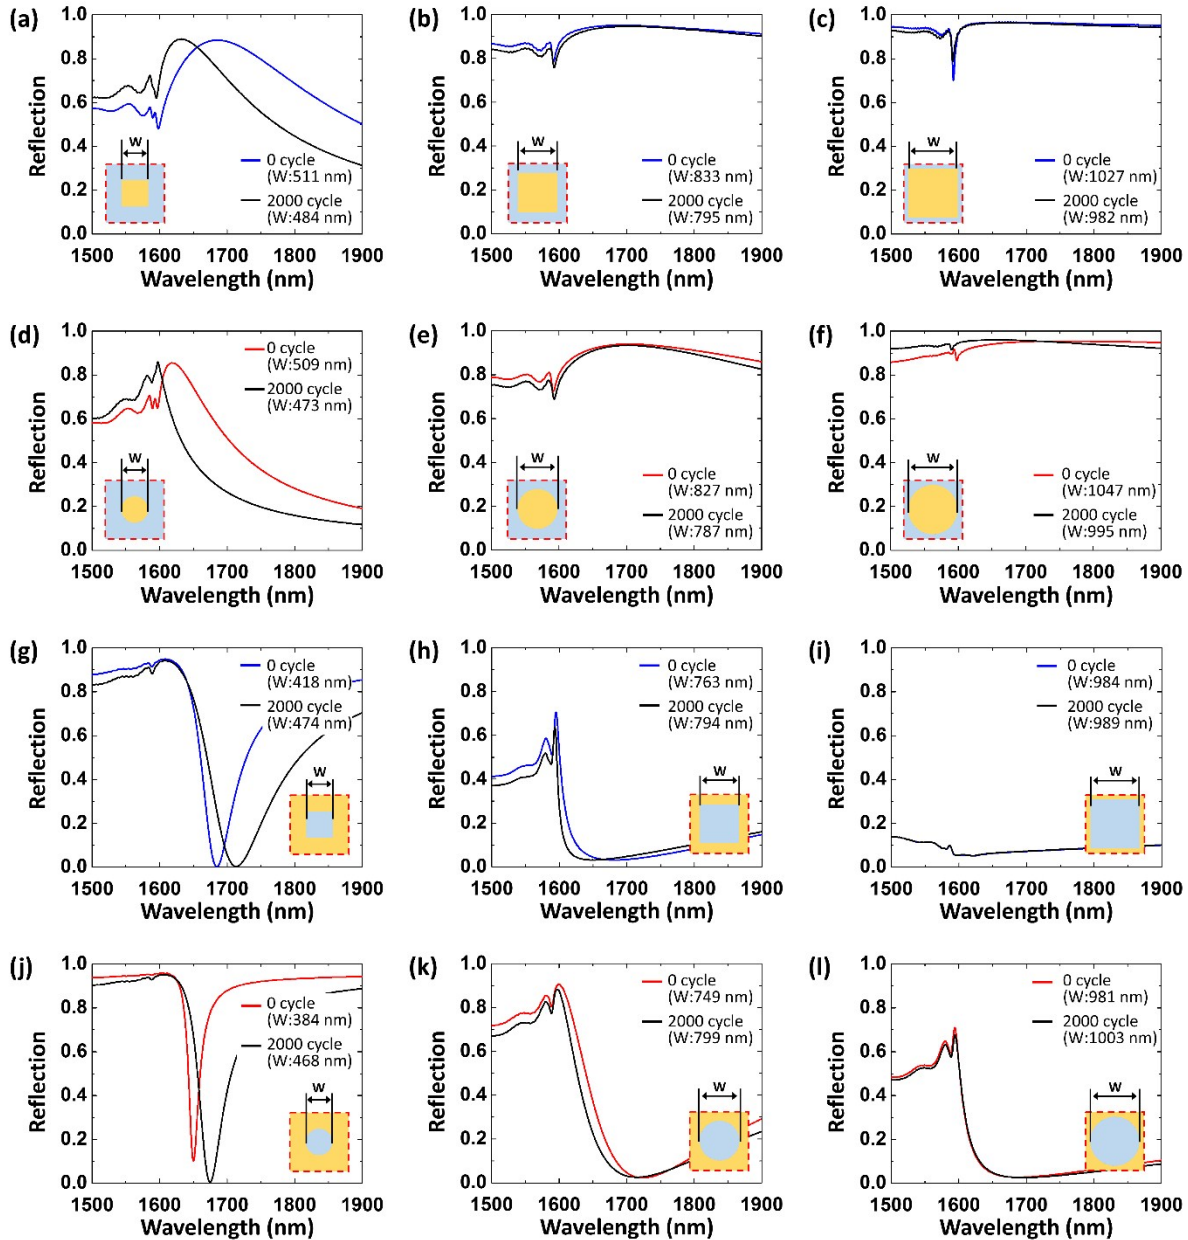 (a)
1.0
0.8
0.6
0.4
0.2
0.0
Reflection
W
0 cycle
(W:511 nm)
2000 cycle
(W:484 nm)
1500 1600 1700 1800 1900
Wavelength (nm)
(b)
1.0
0.8
0.6
0.4
0.2
0.0
Reflection
W
0 cycle
(W:833 nm)
2000 cycle
(W:795 nm)
1500 1600 1700 1800 1900
Wavelength (nm)
(c)
1.0
0.8
0.6
0.4
0.2
0.0
Reflection
W
0 cycle
(W:1027 nm)
2000 cycle
(W:982 nm)
1500 1600 1700 1800 1900
Wavelength (nm)
(d)
1.0
0.8
0.6
0.4
0.2
0.0
Reflection
0 cycle
(W:509 nm)
2000 cycle
(W:473 nm)
W
1500 1600 1700 1800 1900
Wavelength (nm)
(e)
1.0
0.8
0.6
0.4
0.2
0.0
Reflection
W
0 cycle
(W:827 nm)
2000 cycle
(W:787 nm)
1500 1600 1700 1800 1900
Wavelength (nm)
(f)
1.0
0.8
0.6
0.4
0.2
0.0
Reflection
W
0 cycle
(W:1047 nm)
2000 cycle
(W:995 nm)
1500 1600 1700 1800 1900
Wavelength (nm)
(g)
1.0
0.8
0.6
0.4
0.2
0.0
Reflection
0 cycle
(W:418 nm)
2000 cycle
(W:474 nm)
W
1500 1600 1700 1800 1900
Wavelength (nm)
(h)
1.0
0.8
0.6
0.4
0.2
0.0
Reflection
0 cycle
(W:763 nm)
2000 cycle
(W:794 nm)
W
1500 1600 1700 1800 1900
Wavelength (nm)
(i)
1.0
0.8
0.6
0.4
0.2
0.0
Reflection
0 cycle
(W:984 nm)
2000 cycle
(W:989 nm)
W
1500 1600 1700 1800 1900
Wavelength (nm)
(j)
1.0
0.8
0.6
0.4
0.2
0.0
Reflection
0 cycle
(W:384 nm)
2000 cycle
(W:468 nm)
W
1500 1600 1700 1800 1900
Wavelength (nm)
(k)
1.0
0.8
0.6
0.4
0.2
0.0
Reflection
0 cycle
(W:749 nm)
2000 cycle
(W:799 nm)
W
1500 1600 1700 1800 1900
Wavelength (nm)
(l)
1.0
0.8
0.6
0.4
0.2
0.0
Reflection
0 cycle
(W:981 nm)
2000 cycle
(W:1003 nm)
W
1500 1600 1700 1800 1900
Wavelength (nm)